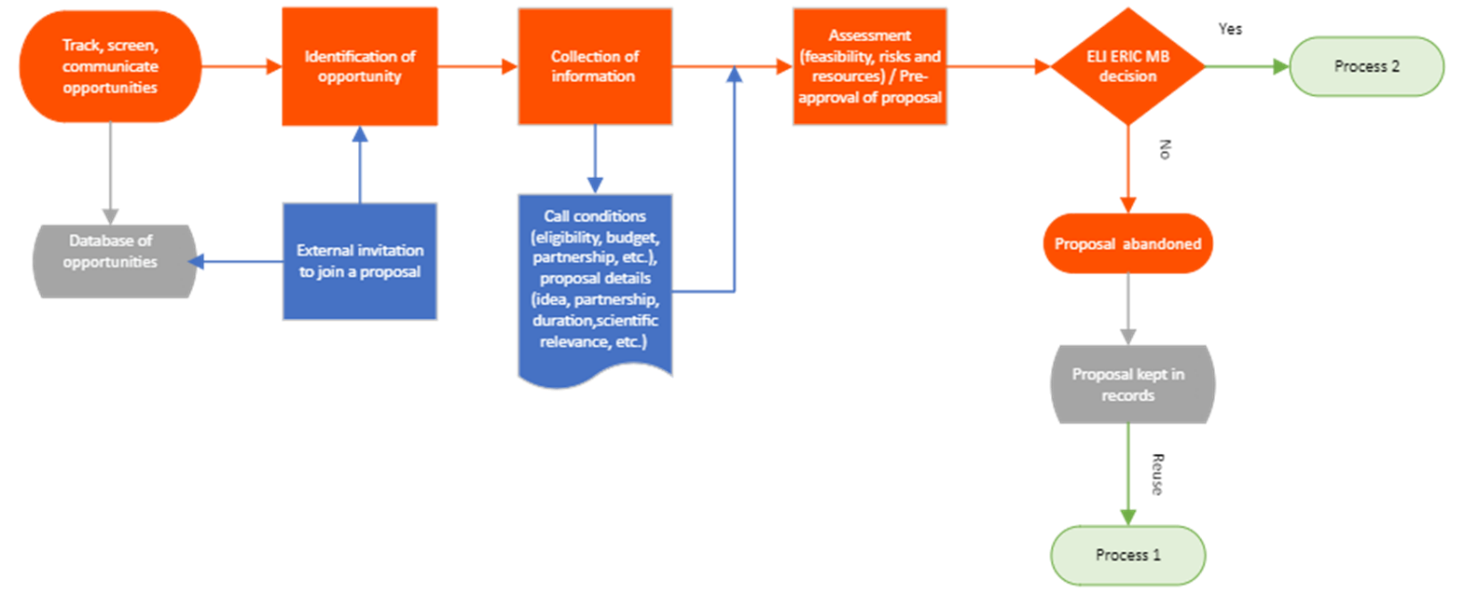 Track, screen,
communicate
opportunities
Identification of
opportunity
Collection of
information
Assessment
(feasibility, risks and
resources) / Pre-
approval of proposal
ELI ERIC MB
decision
Yes
Process 2
No
Database of
opportunities
External invitation
to join a proposal
Call conditions
(eligibility, budget,
partnership, etc.),
proposal details
(idea, partnership,
duration,scientific
relevance, etc.)
Proposal abandoned
Proposal kept in
records
Reuse
Process 1